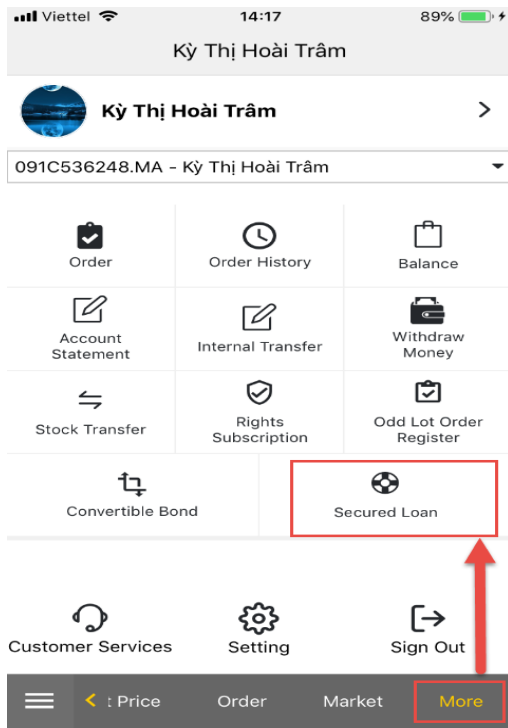 Viettel 14:17 89%
Kỳ Thị Hoài Trâm
Kỳ Thị Hoài Trâm
091C536248.MA - Kỳ Thị Hoài Trâm
Order Order History Balance
Account
Statement
Internal Transfer
Withdraw
Money
Stock Transfer
Rights
Subscription
Odd Lot Order
Register
Convertible Bond Secured Loan
Customer Services Setting Sign Out
t Price Order Market More